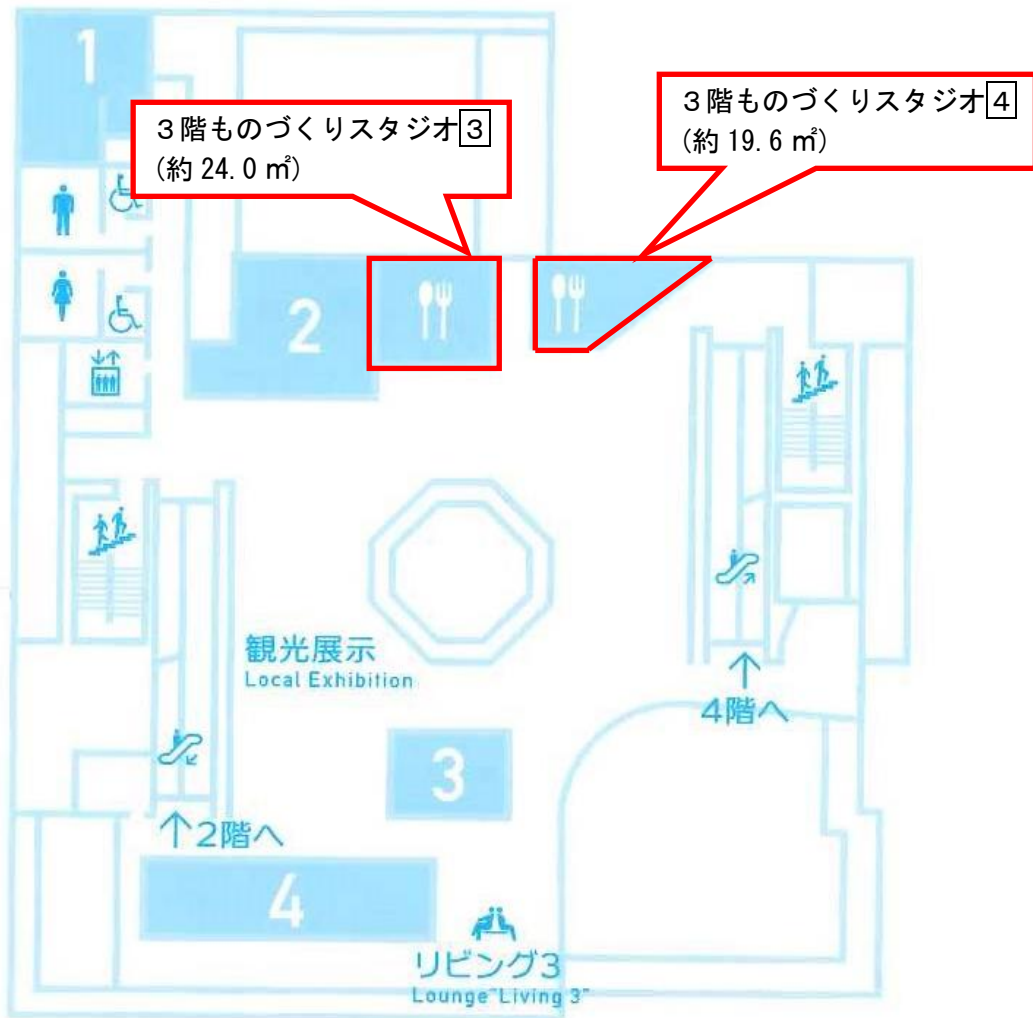 1
3階ものづくりスタジオ3
(約 24.0 ㎡)
3階ものづくりスタジオ4
(約 19.6 ㎡)
2
観光展示
Local Exhibition
4階へ
3
2階へ
4
リビング3
Lounge"Living 3"